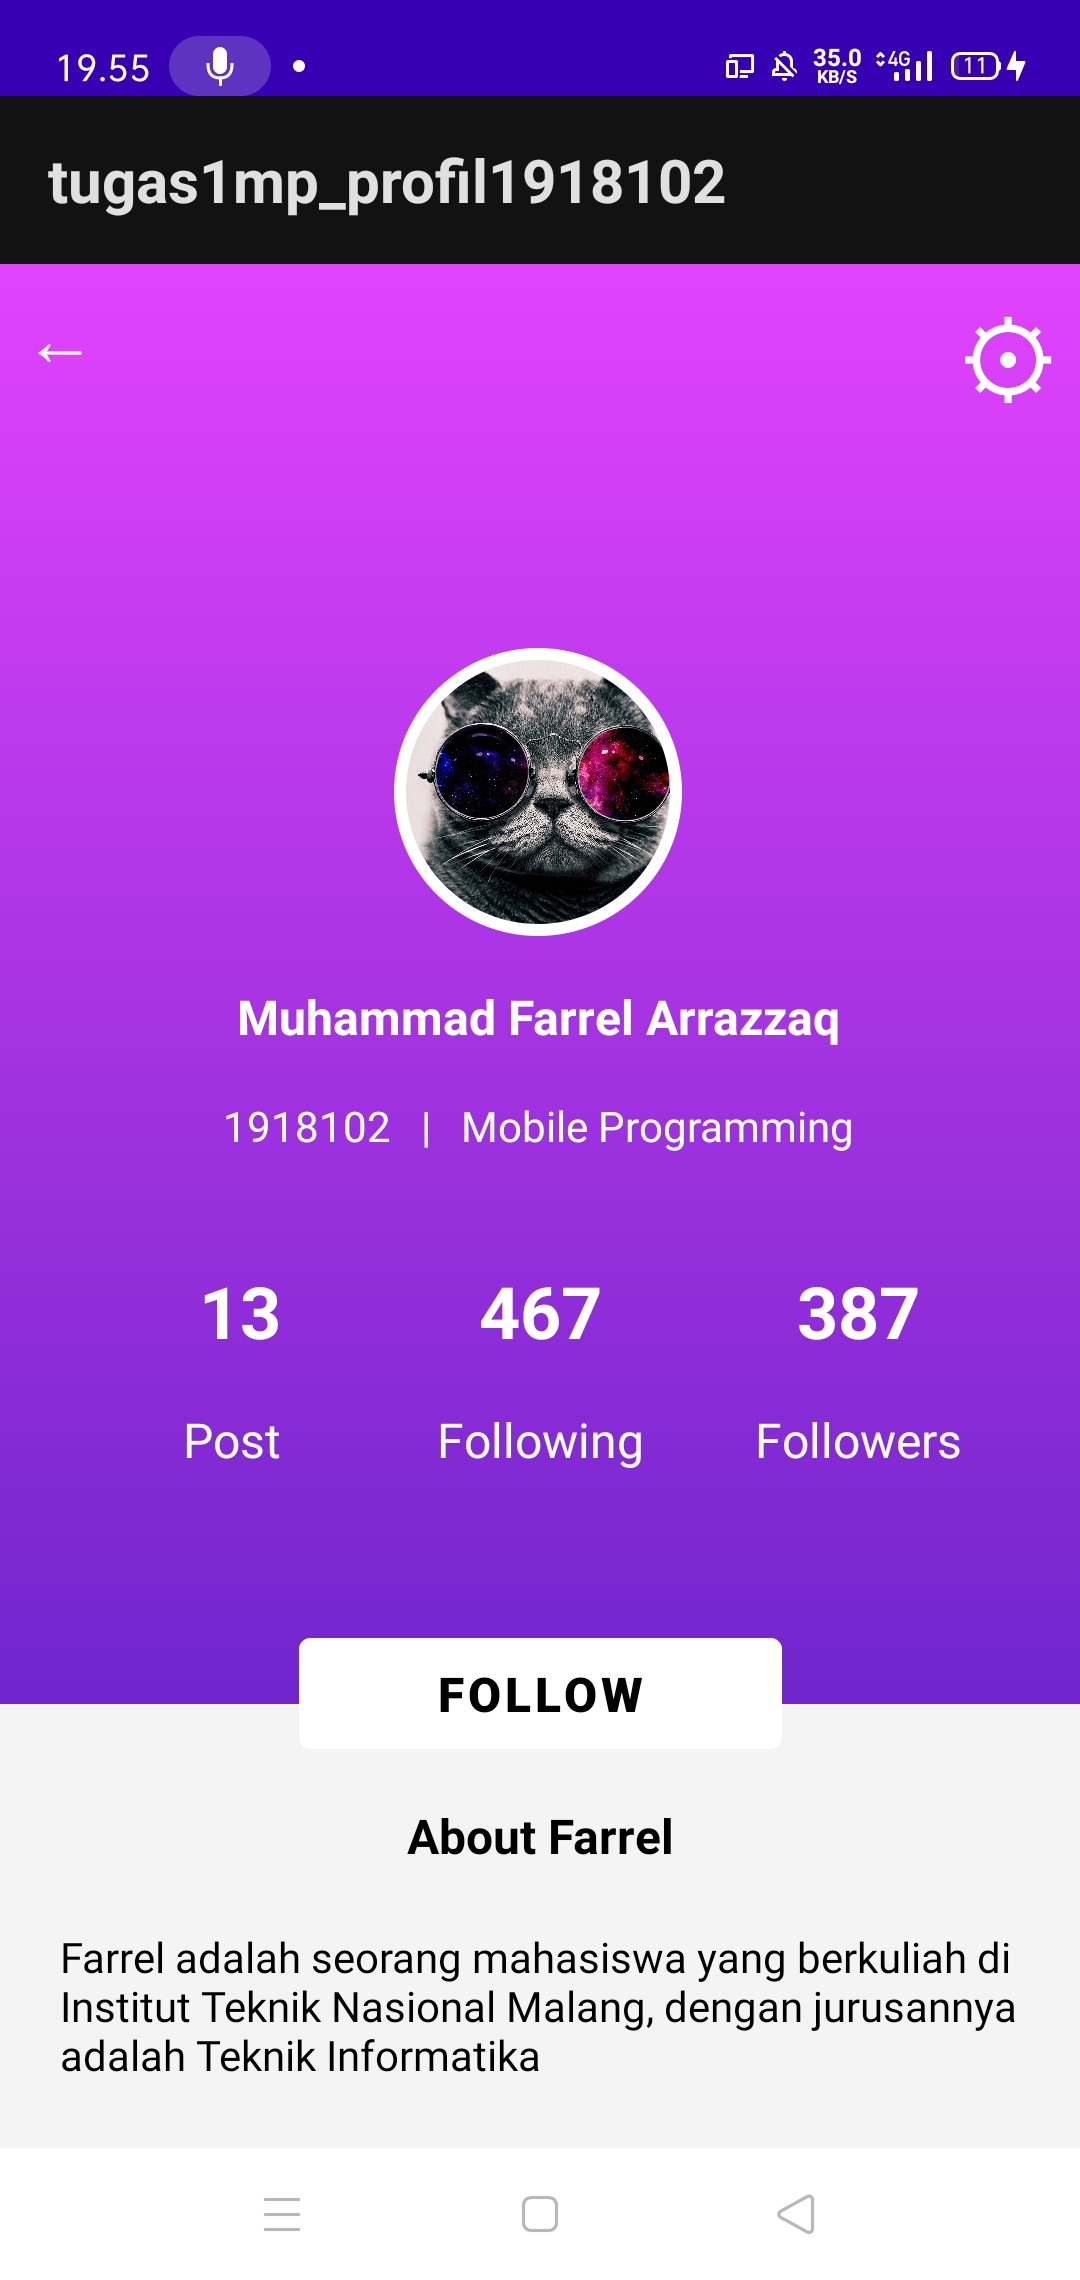 19.55
35.0
KB/S
4G
11
tugas1mp_profil1918102
Muhammad Farrel Arrazzaq
1918102 | Mobile Programming
13 467 387
Post Following Followers
FOLLOW
About Farrel
Farrel adalah seorang mahasiswa yang berkuliah di
Institut Teknik Nasional Malang, dengan jurusannya
adalah Teknik Informatika